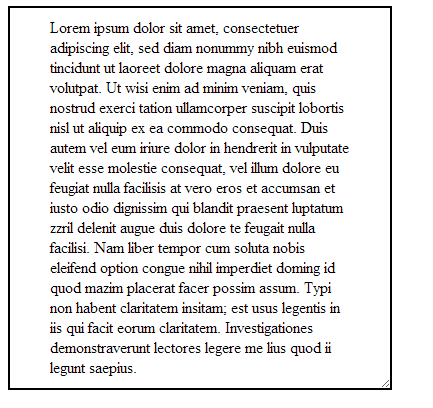 Lorem ipsum dolor sit amet, consectetuer
adipiscing elit, sed diam nonummy nibh euismod
tincidunt ut laoreet dolore magna aliquam erat
volutpat. Ut wisi enim ad minim veniam, quis
nostrud exerci tation ullamcorper suscipit lobortis
nisl ut aliquip ex ea commodo consequat. Duis
autem vel eum iriure dolor in hendrerit in vulputate
velit esse molestie consequat, vel illum dolore eu
feugiat nulla facilisis at vero eros et accumsan et
iusto odio dignissim qui blandit praesent luptatum
zzril delenit augue duis dolore te feugait nulla
facilisi. Nam liber tempor cum soluta nobis
eleifend option congue nihil imperdiet doming id
quod mazim placerat facer possim assum. Typi
non habent claritatem insitam; est usus legentis in
iis qui facit eorum claritatem. Investigationes
demonstraverunt lectores legere me lius quod ii
legunt saepius.